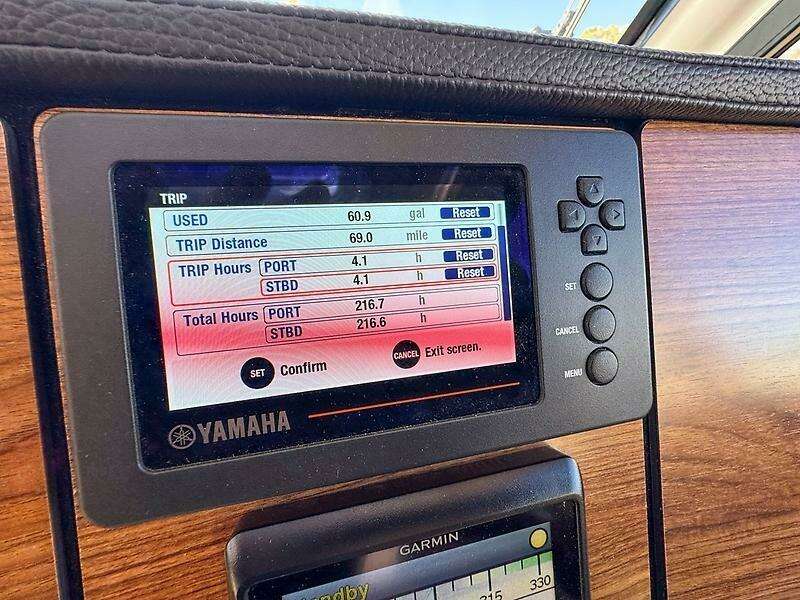 TRIP
USED 60.9 gal Reset
TRIP Distance 69.0 mile Reset
TRIP Hours PORT 4.1 h Reset
STBD 4.1 h Reset
Total Hours PORT 216.7 h
STBD 216.6
SET Confirm CANCEL Exit screen.
YAMAHA
SET
CANCEL
MENU
GARMIN
315 330